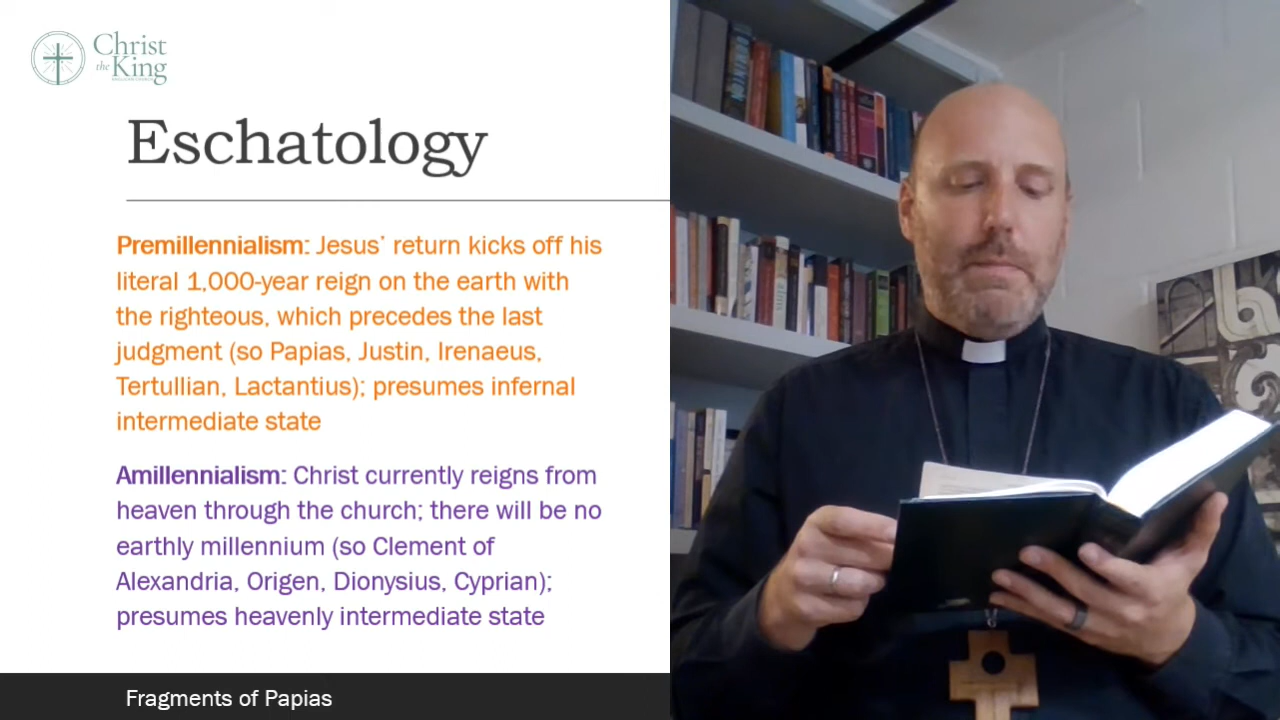 Christ
the King
Eschatology
Premillennialism: Jesus' return kicks off his
literal 1,000-year reign on the earth with
the righteous, which precedes the last
judgment (so Papias, Justin, Irenaeus,
Tertullian, Lactantius); presumes infernal
intermediate state
Amillennialism: Christ currently reigns from
heaven through the church; there will be no
earthly millennium (so Clement of
Alexandria, Origen, Dionysius, Cyprian);
presumes heavenly intermediate state
Fragments of Papias